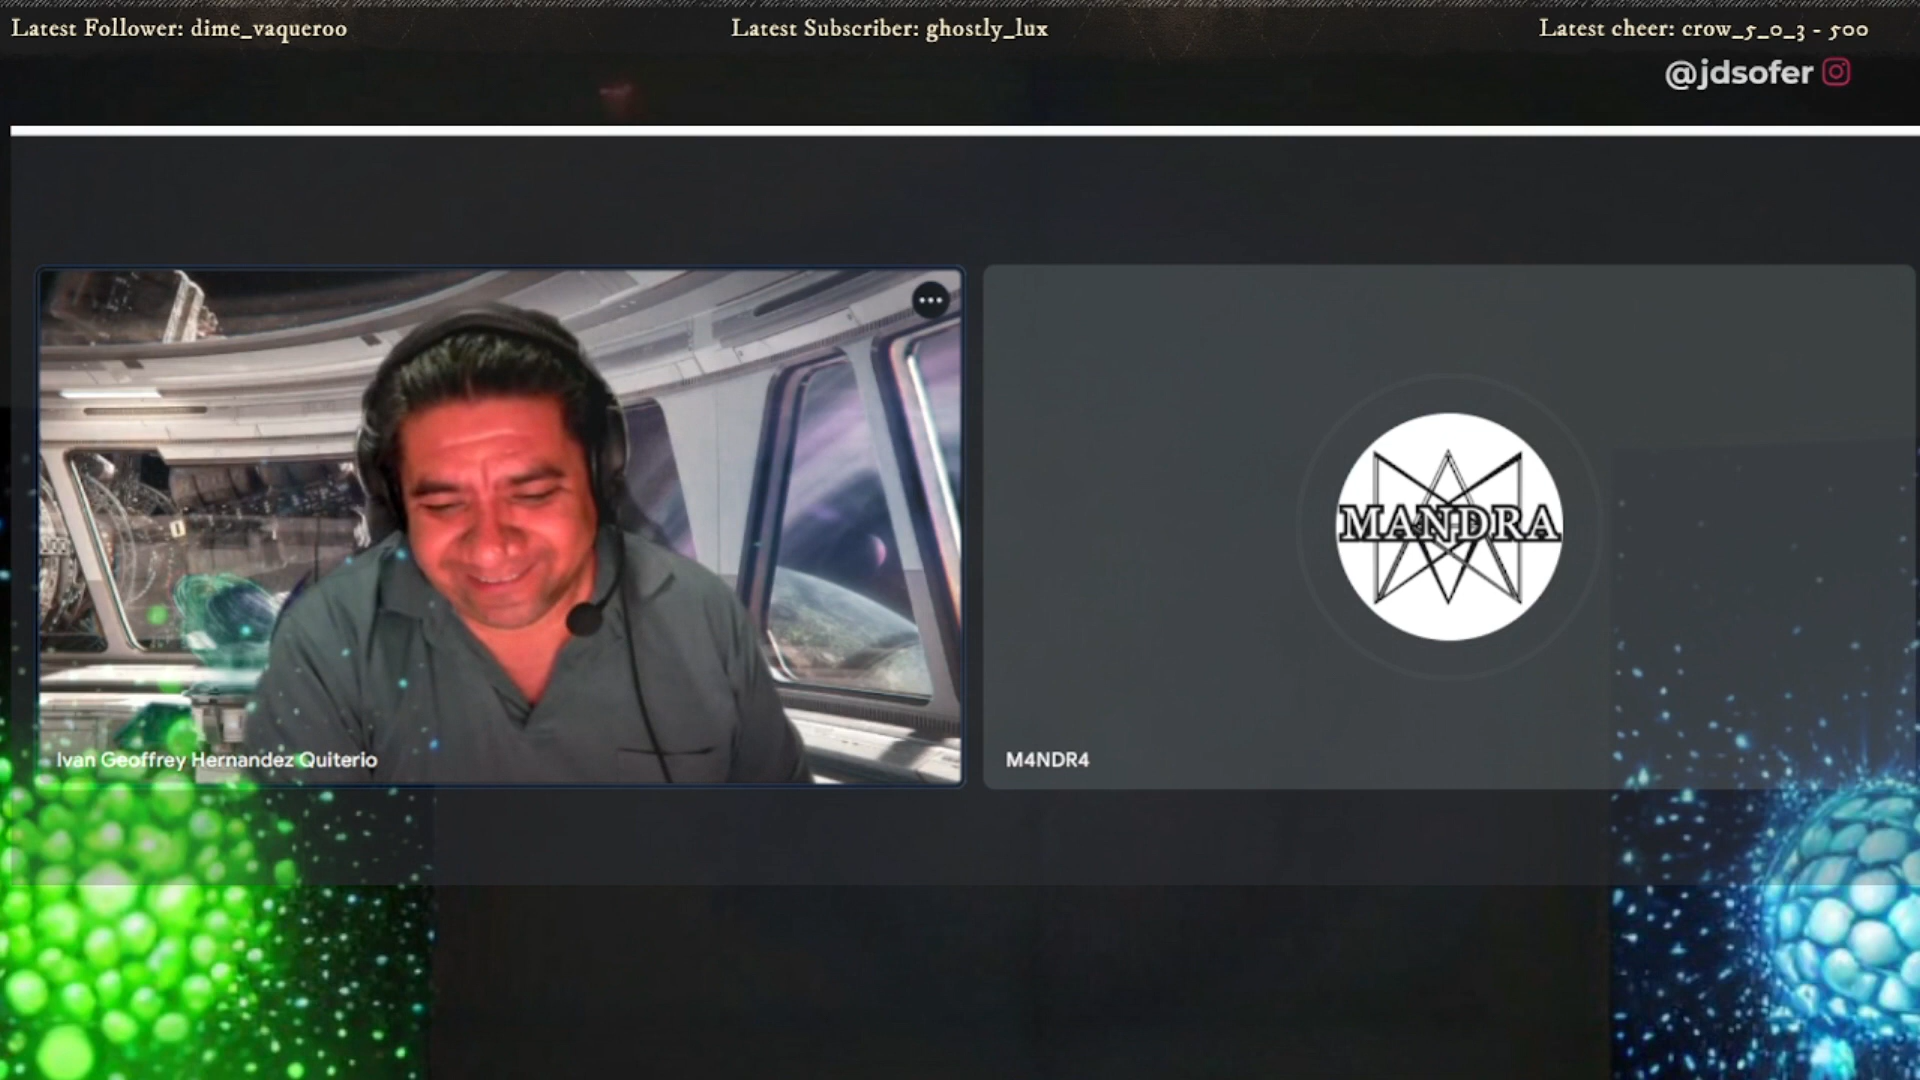 Latest Follower: dime_vaqueroo
Latest Subscriber: ghostly_lux
Latest cheer: crow_5_0_3 - 500
@jdsofer
MANDRA
Ivan Geoffrey Hernandez Quiterio
M4NDR4